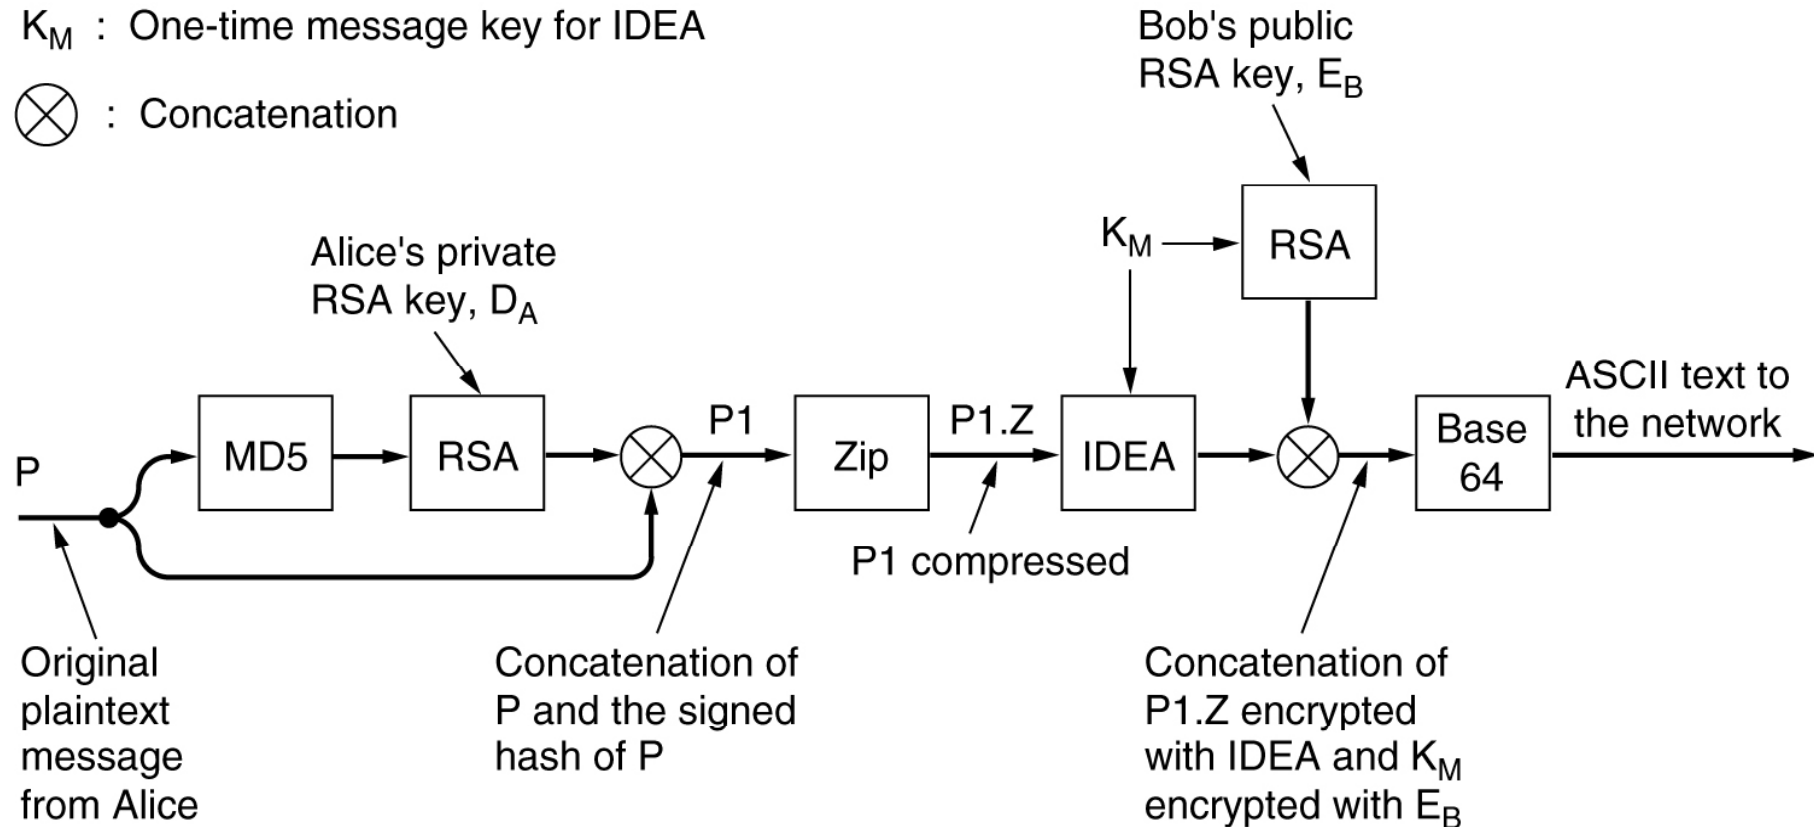 K_M : One-time message key for IDEA
⊗ : Concatenation
Bob's public
RSA key, E_B
K_M
RSA
Alice's private
RSA key, D_A
P
MD5
RSA
P1
Zip
P1.Z
IDEA
Base
64
ASCII text to
the network
P1 compressed
Original
plaintext
message
from Alice
Concatenation of
P and the signed
hash of P
Concatenation of
P1.Z encrypted
with IDEA and K_M
encrypted with E_B